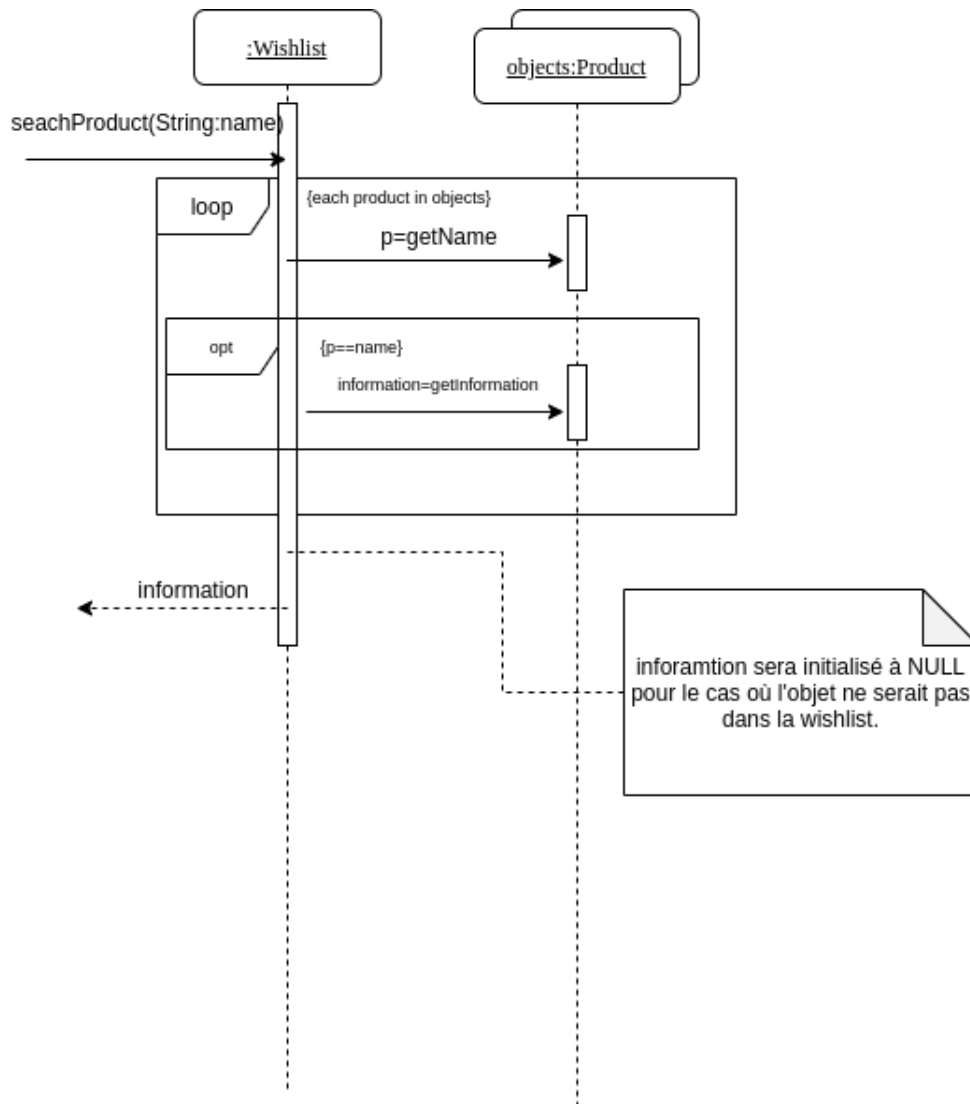 :Wishlist
objects:Product
seachProduct(String:name)
loop
{each product in objects}
p=getName
opt
{p==name}
information=getInformation
information
inforamtion sera initialisé à NULL
pour le cas où l'objet ne serait pas
dans la wishlist.